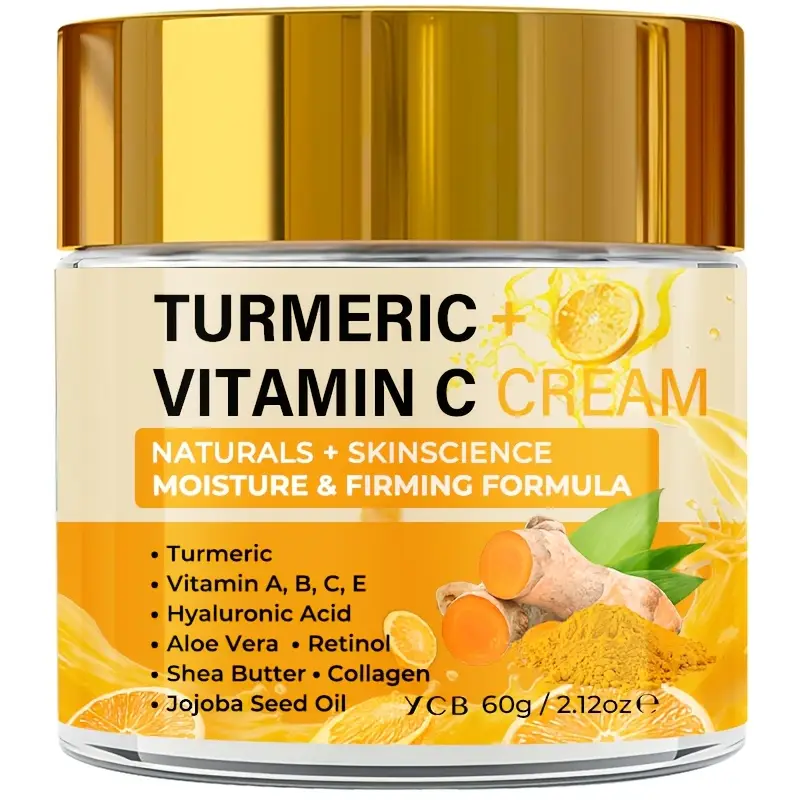 TURMERIC +
VITAMIN C CREAM
NATURALS + SKINSCIENCE
MOISTURE & FIRMING FORMULA
• Turmeric
• Vitamin A, B, C, E
• Hyaluronic Acid
• Aloe Vera • Retinol
• Shea Butter • Collagen
• Jojoba Seed Oil
YCB 60g / 2.12oz ℮